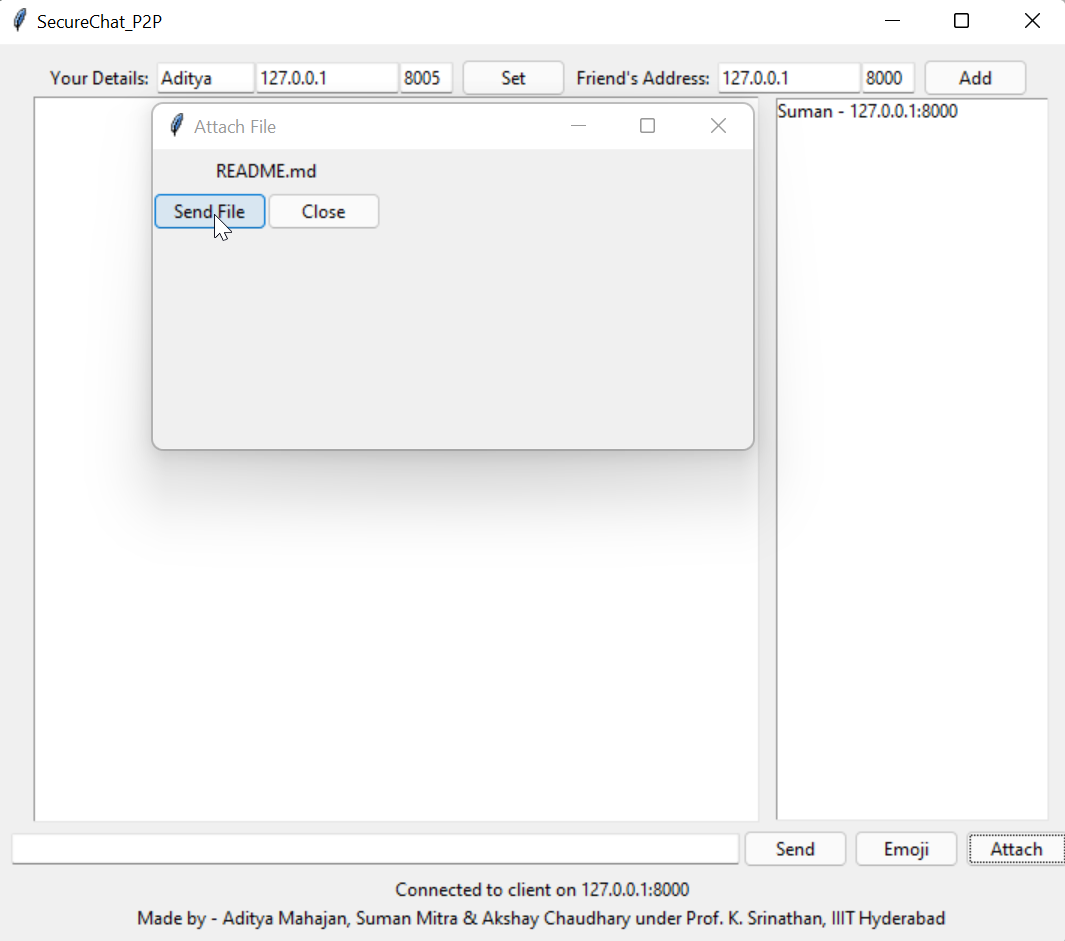 SecureChat_P2P
Your Details: Aditya 127.0.0.1 8005 Set Friend's Address: 127.0.0.1 8000 Add
Attach File
Suman - 127.0.0.1:8000
README.md
Send File Close
Send Emoji Attach
Connected to client on 127.0.0.1:8000
Made by - Aditya Mahajan, Suman Mitra & Akshay Chaudhary under Prof. K. Srinathan, IIIT Hyderabad